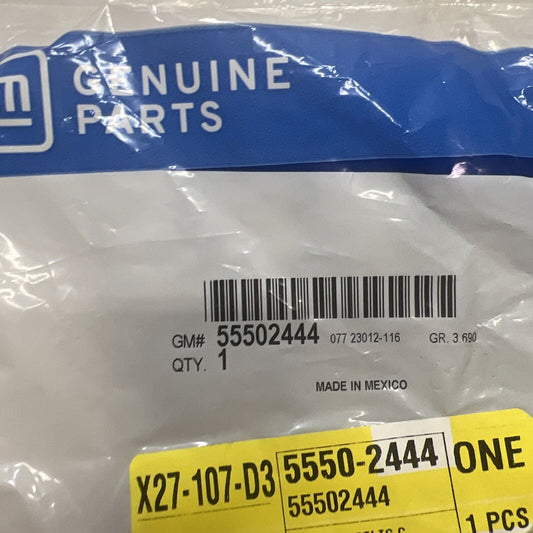 m
GENUINE
PARTS
GM# 55502444 077 23012-116 GR. 3.690
QTY. 1
MADE IN MEXICO
X27-107-D3 5550-2444 ONE
55502444
1 PCS